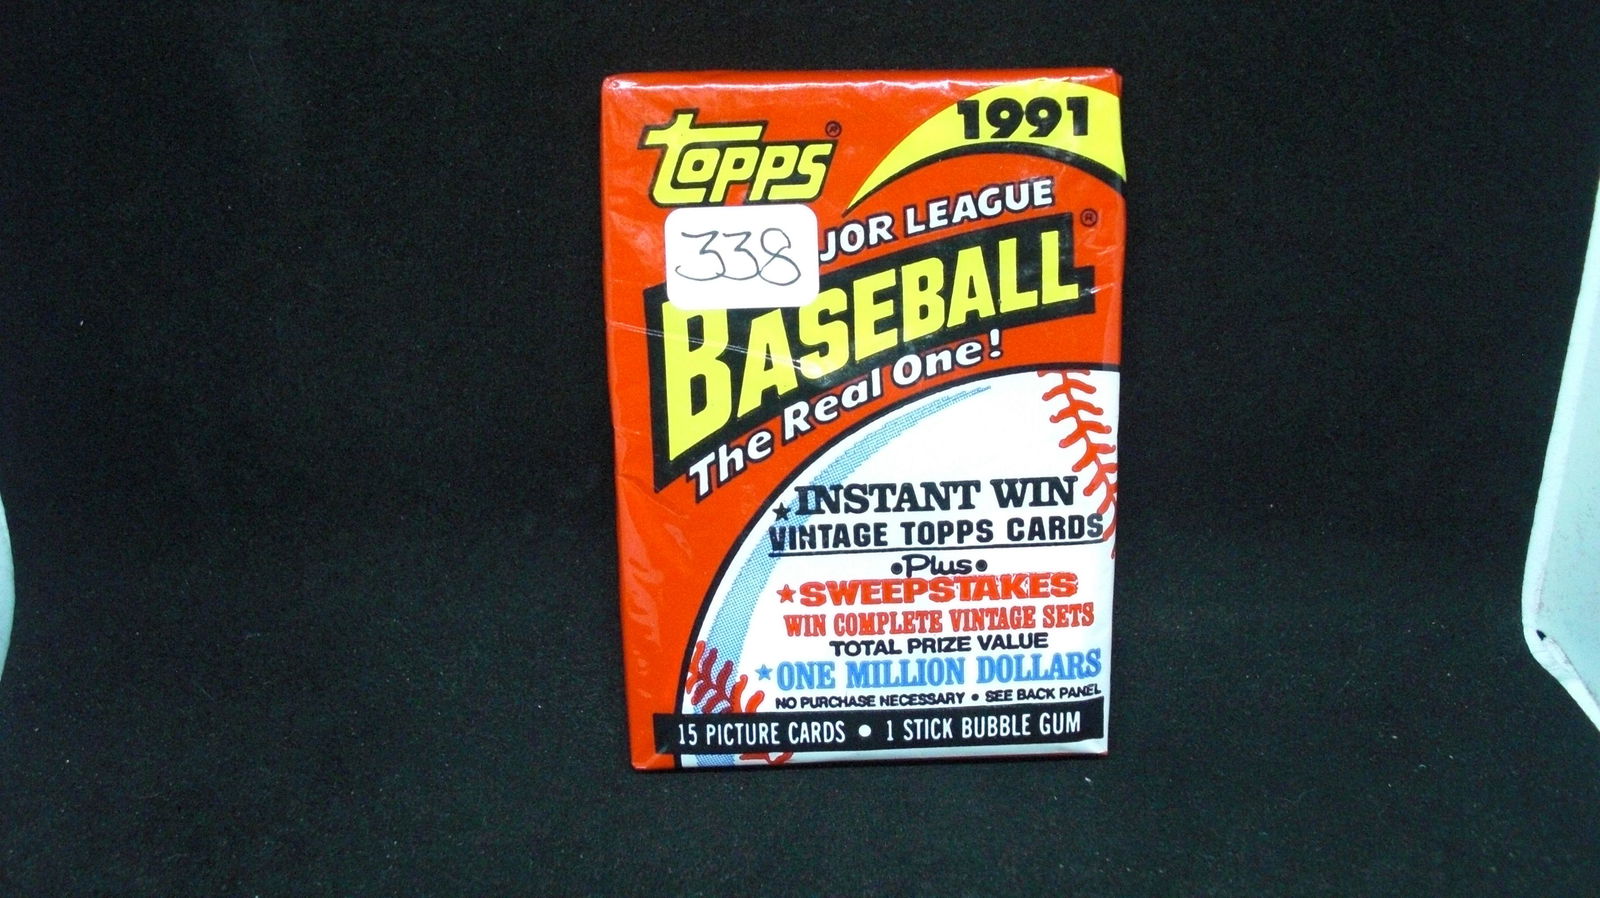 1991
TOPPS®
JOR LEAGUE
338
BASEBALL®
The Real One!
★INSTANT WIN
VINTAGE TOPPS CARDS
•Plus•
★SWEEPSTAKES
WIN COMPLETE VINTAGE SETS
TOTAL PRIZE VALUE
★ONE MILLION DOLLARS
NO PURCHASE NECESSARY • SEE BACK PANEL
15 PICTURE CARDS • 1 STICK BUBBLE GUM